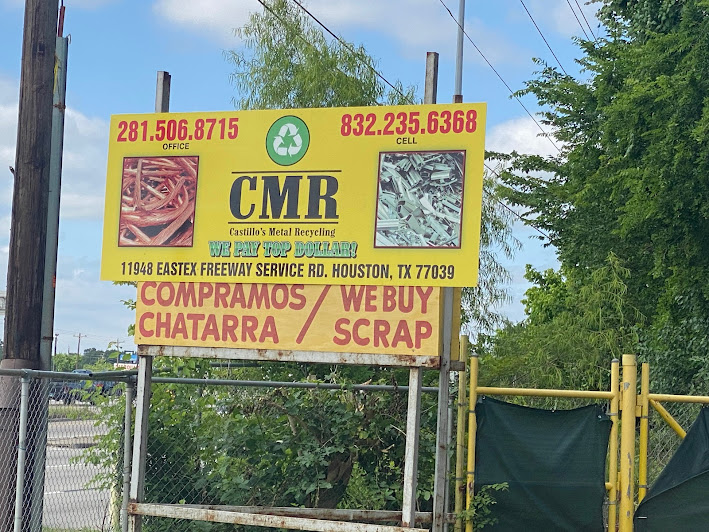 281.506.8715
OFFICE
832.235.6368
CELL
CMR
Castillo's Metal Recycling
WE PAY TOP DOLLAR!
11948 EASTEX FREEWAY SERVICE RD. HOUSTON, TX 77039
COMPRAMOS / WE BUY
CHATARRA / SCRAP